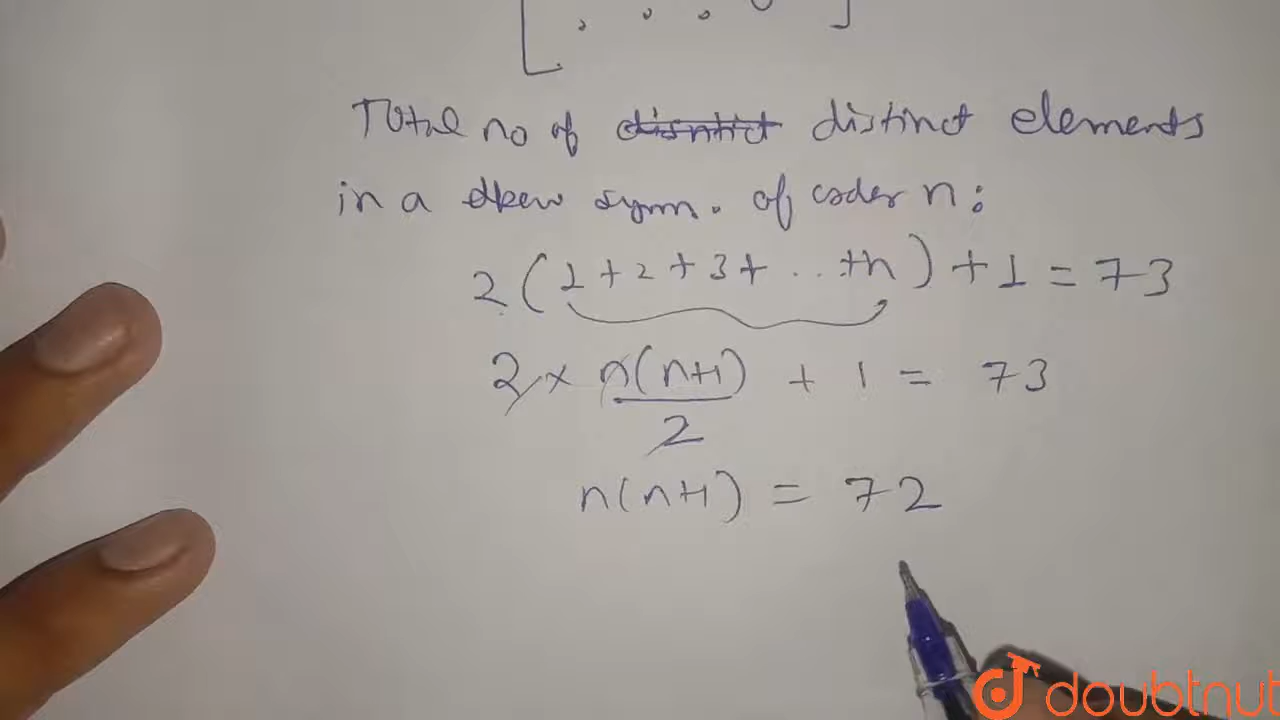 Total no of disntict distinct elements
in a skew sym. of order n:
2(1+2+3+...+n)+1=73
2× n(n+1)/2 + 1 = 73
n(n+1) = 72
doubtnut